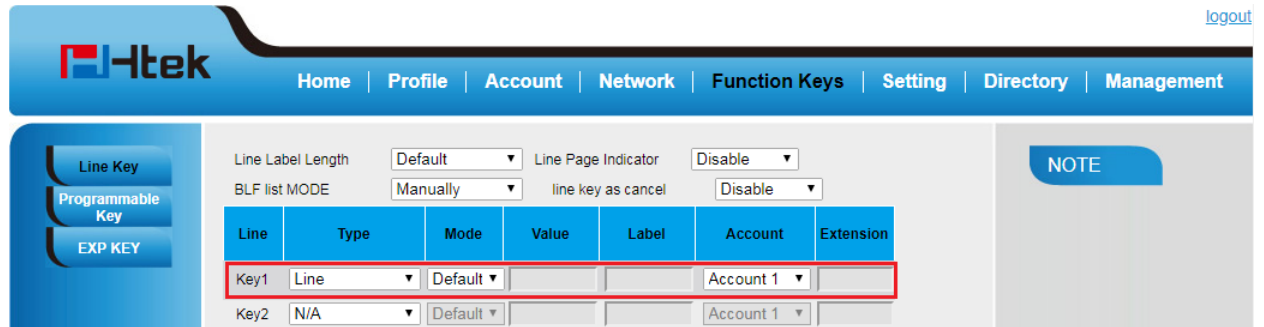 logout
Htek
Home | Profile | Account | Network | Function Keys | Setting | Directory | Management
Line Key
Programmable Key
EXP KEY
Line Label Length Default Line Page Indicator Disable
BLF list MODE Manually line key as cancel Disable
Line Type Mode Value Label Account Extension
Key1 Line Default Account 1
Key2 N/A Default Account 1
NOTE